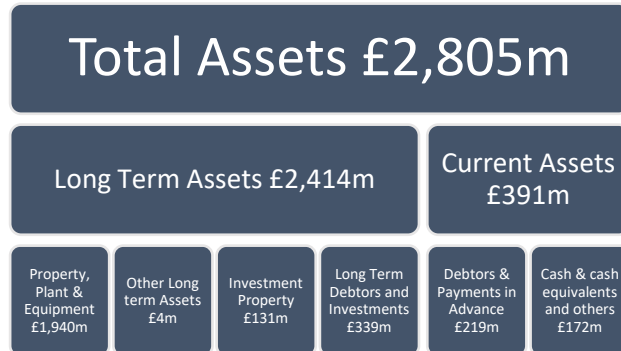 Total Assets £2,805m
Long Term Assets £2,414m
Current Assets
£391m
Property,
Plant &
Equipment
£1,940m
Other Long
term Assets
£4m
Investment
Property
£131m
Long Term
Debtors and
Investments
£339m
Debtors &
Payments in
Advance
£219m
Cash & cash
equivalents
and others
£172m